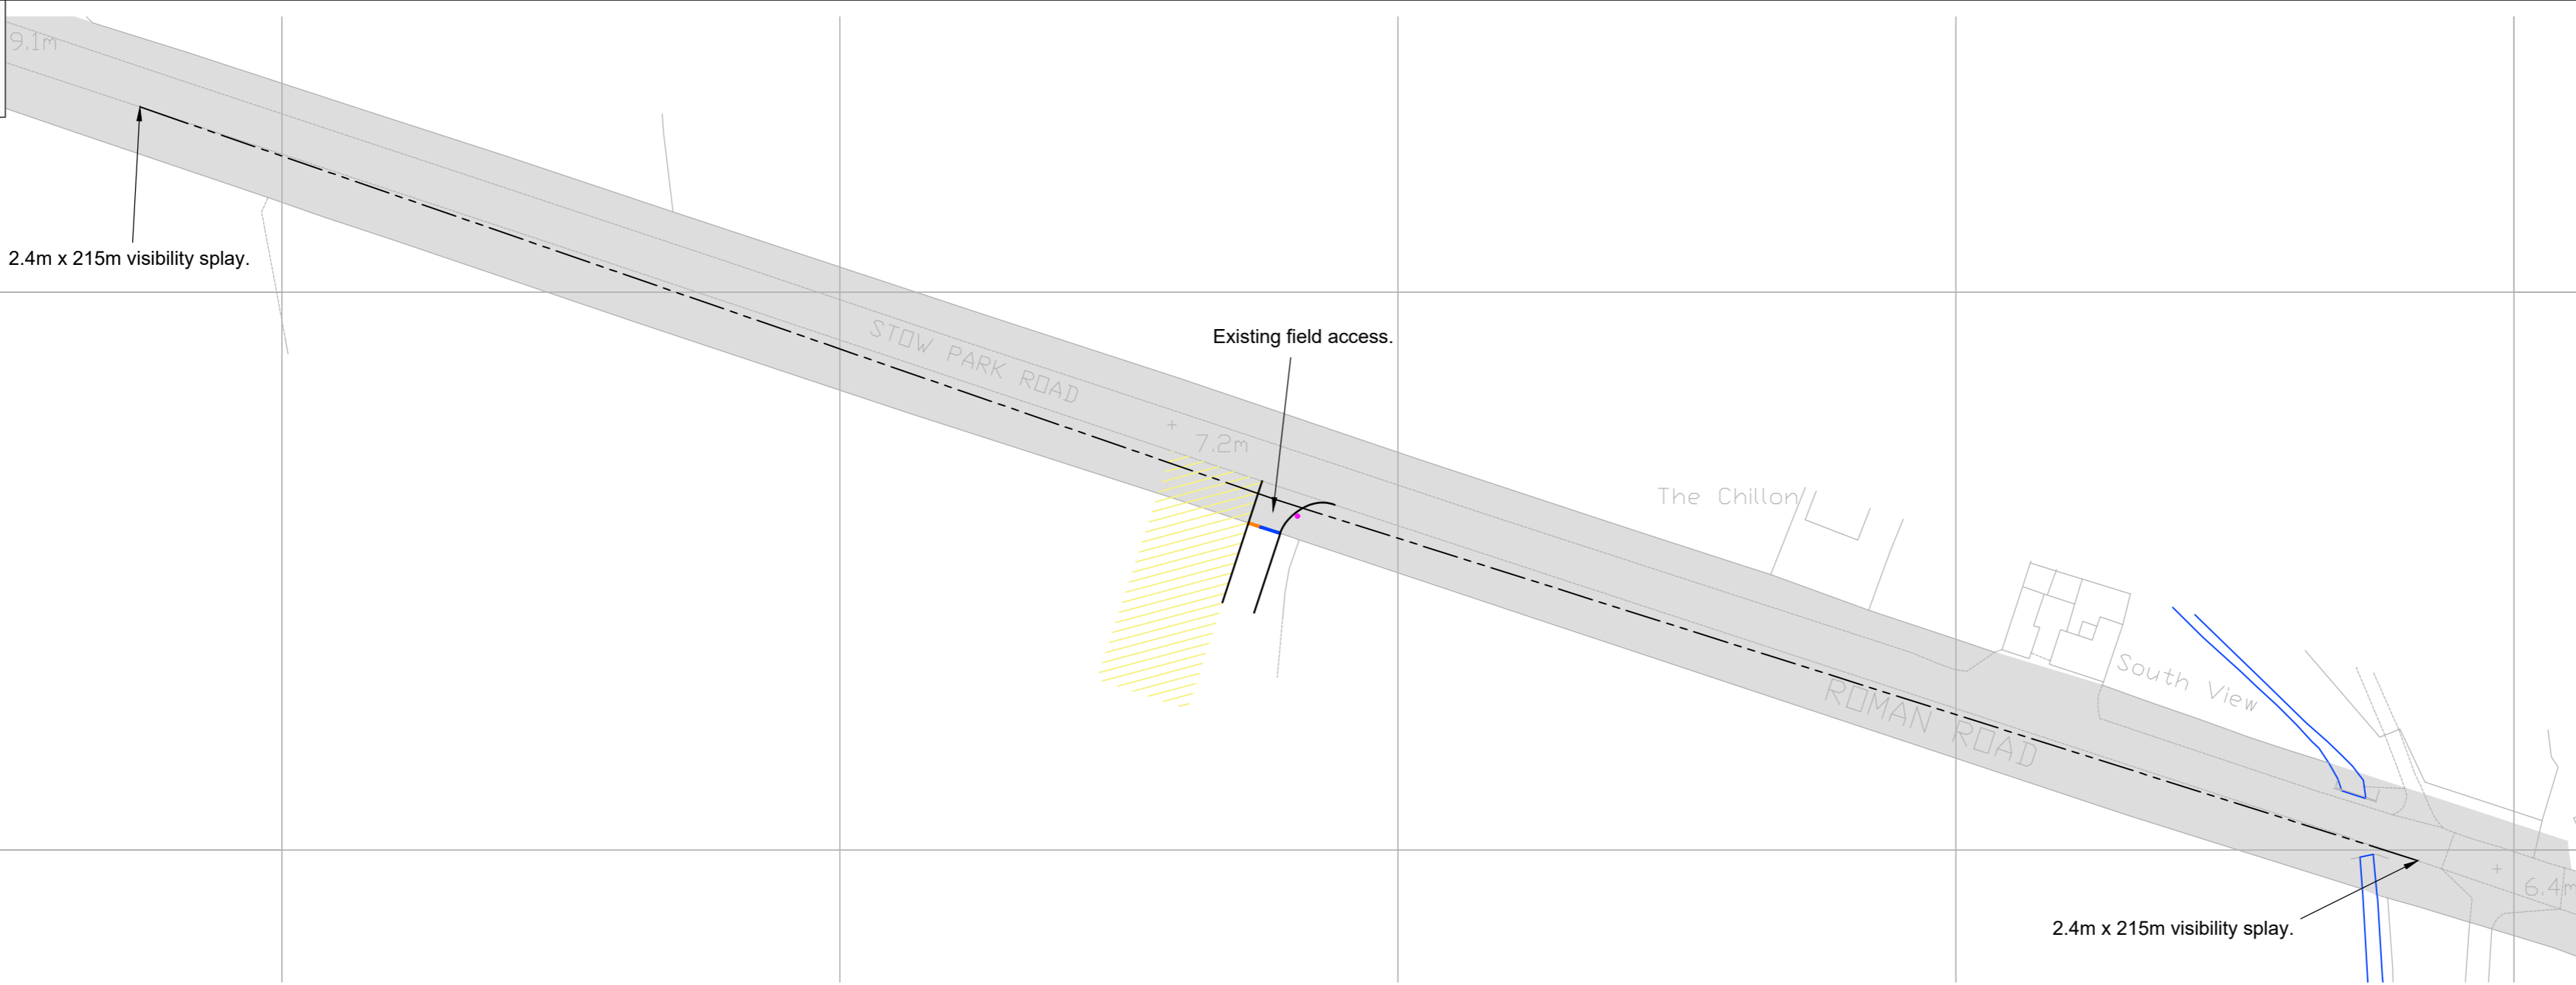 9.1m
2.4m x 215m visibility splay.
STOW PARK ROAD
Existing field access.
7.2m
The Chillon
South View
ROMAN ROAD
6.4m
2.4m x 215m visibility splay.